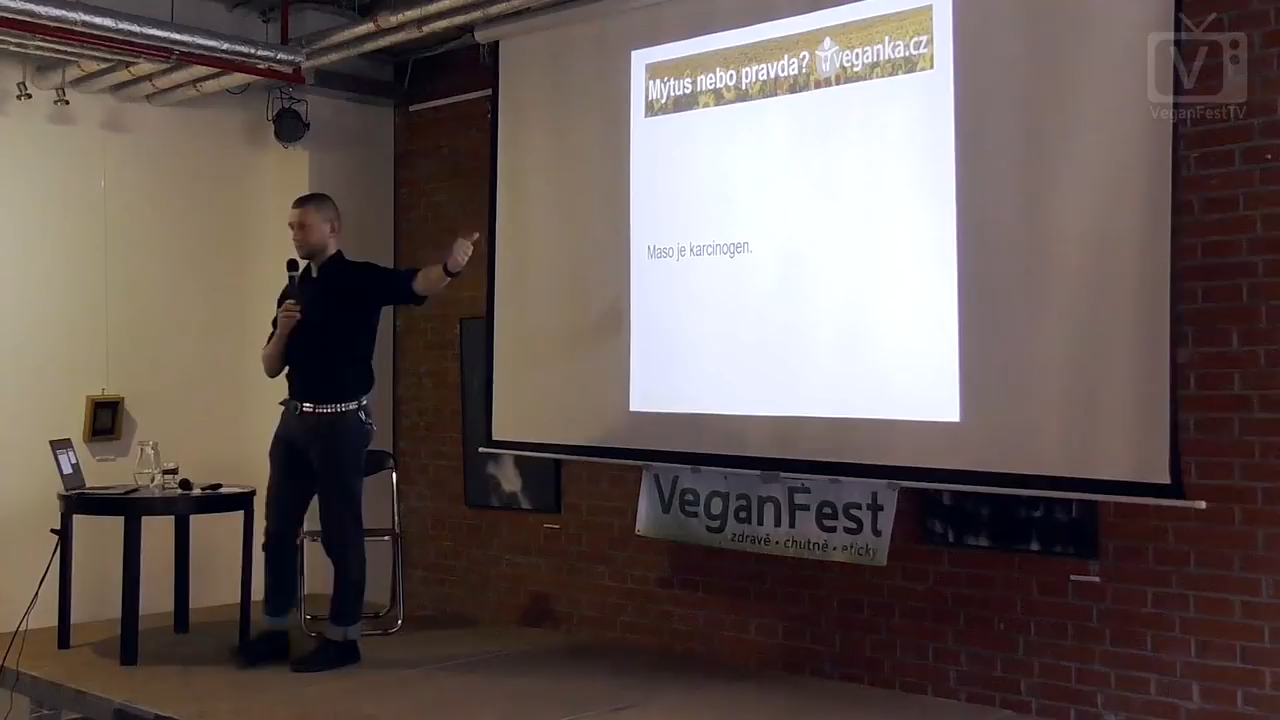 Mýtus nebo pravda? veganka.cz
Maso je karcinogen.
VeganFestTV
VeganFest
zdravě • chutně • eticky